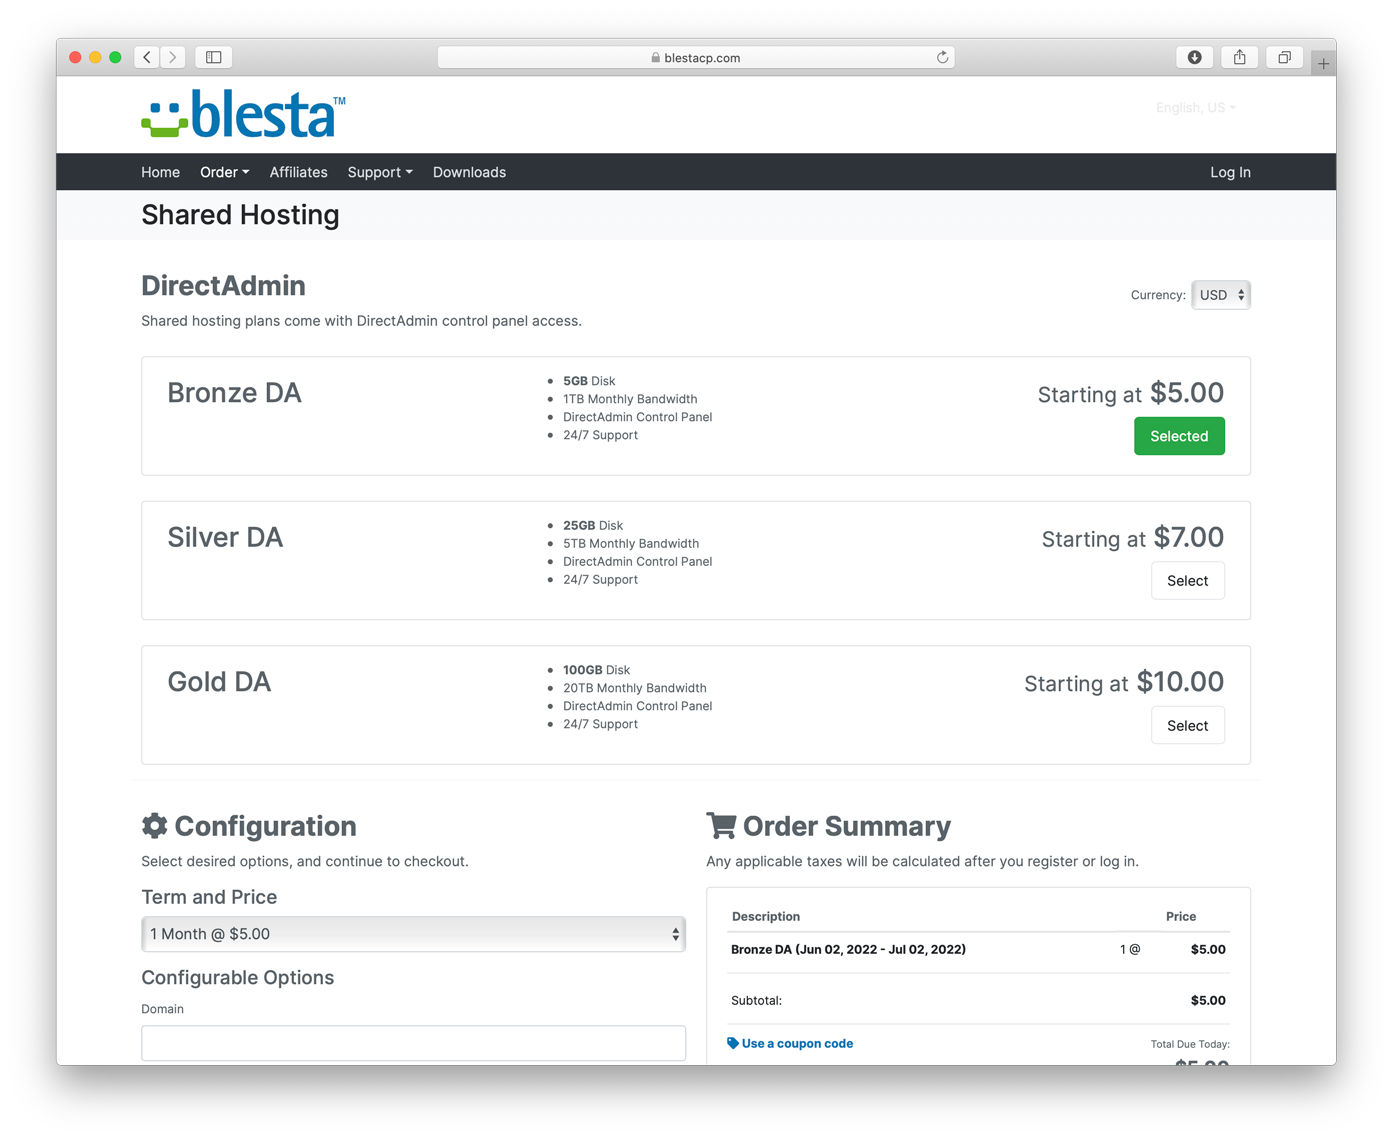 blestacp.com
blesta™
English, US
Home Order Affiliates Support Downloads Log In
Shared Hosting
DirectAdmin
Currency: USD
Shared hosting plans come with DirectAdmin control panel access.
Bronze DA
5GB Disk
1TB Monthly Bandwidth
DirectAdmin Control Panel
24/7 Support
Starting at $5.00
Selected
Silver DA
25GB Disk
5TB Monthly Bandwidth
DirectAdmin Control Panel
24/7 Support
Starting at $7.00
Select
Gold DA
100GB Disk
20TB Monthly Bandwidth
DirectAdmin Control Panel
24/7 Support
Starting at $10.00
Select
Configuration
Select desired options, and continue to checkout.
Term and Price
1 Month @ $5.00
Configurable Options
Domain
Order Summary
Any applicable taxes will be calculated after you register or log in.
Description Price
Bronze DA (Jun 02, 2022 - Jul 02, 2022) 1 @ $5.00
Subtotal: $5.00
Use a coupon code
Total Due Today:
$5.00